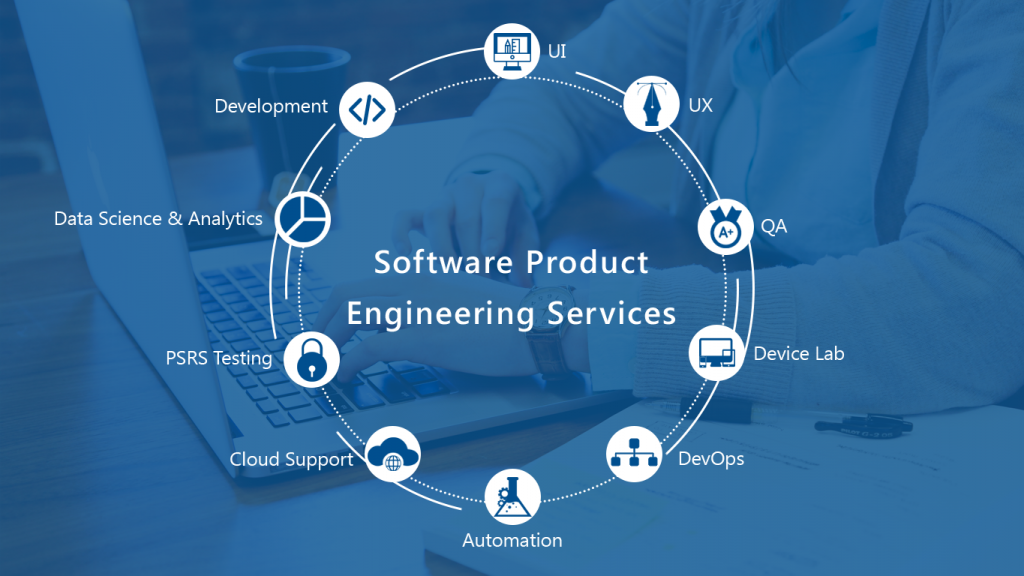 UI
UX
Development
Data Science & Analytics
QA
A+
Software Product
Engineering Services
PSRS Testing
Device Lab
Cloud Support
DevOps
Automation